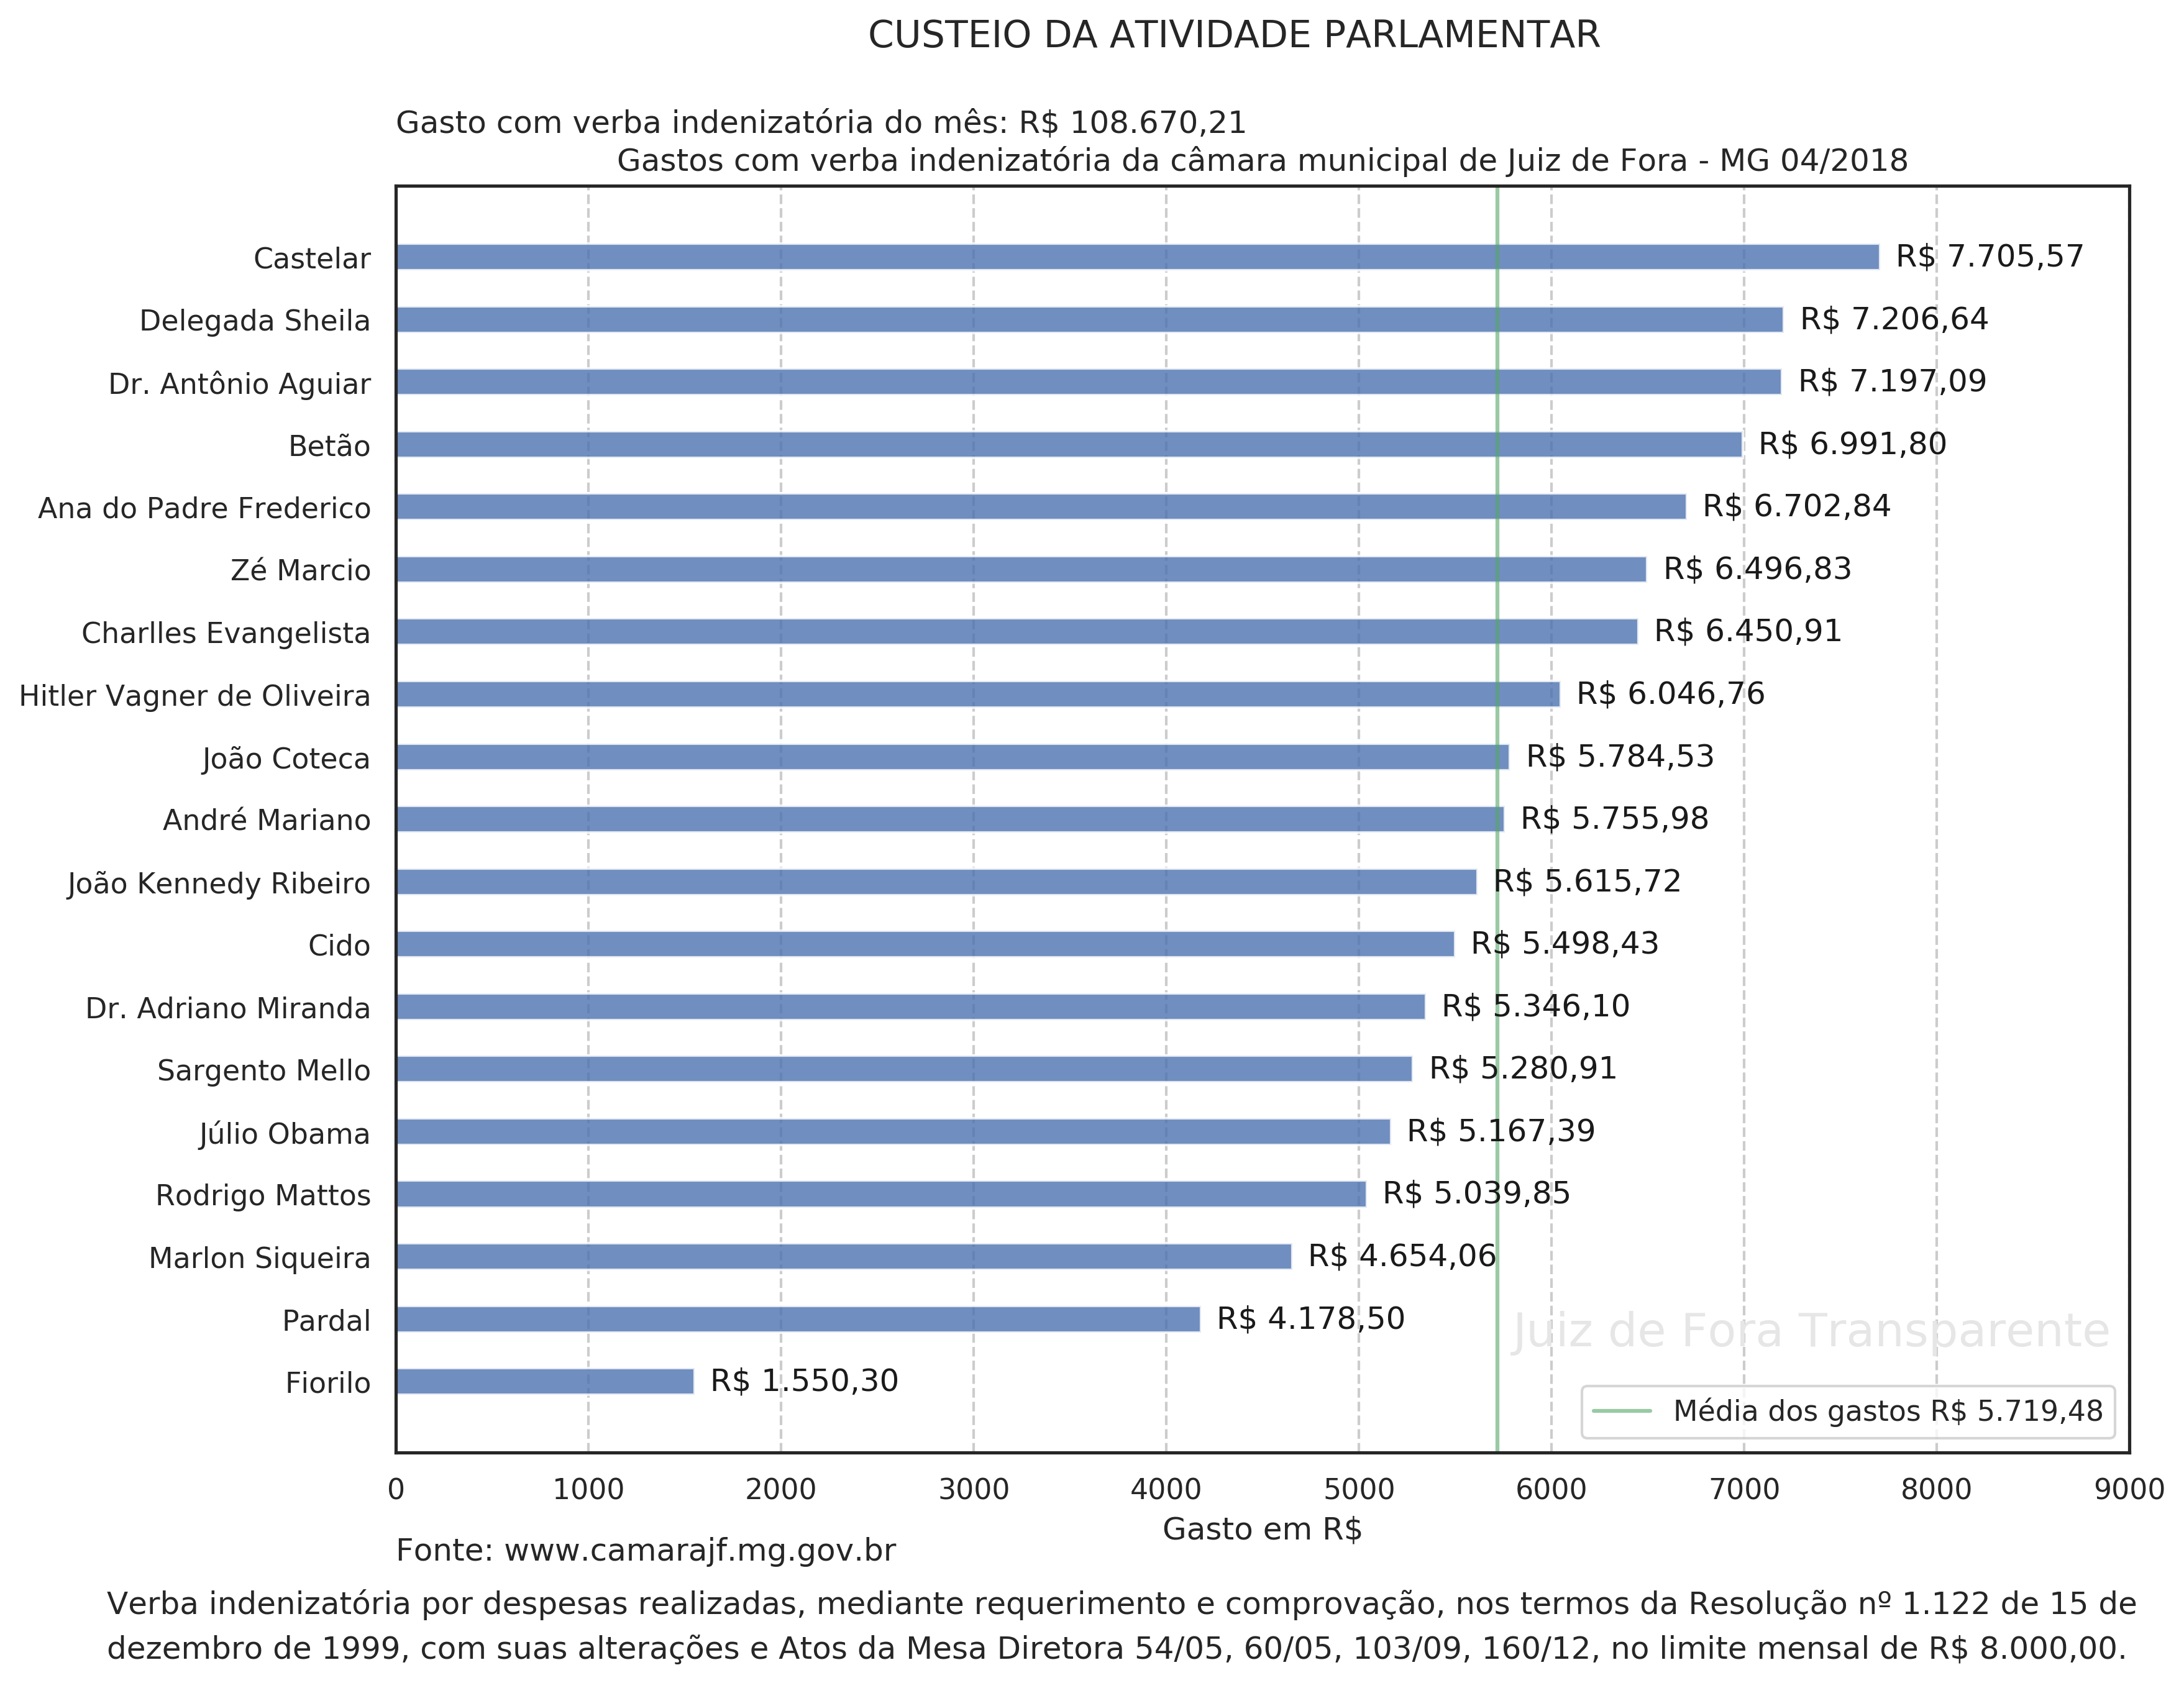 CUSTEIO DA ATIVIDADE PARLAMENTAR
Gasto com verba indenizatória do mês: R$ 108.670,21
Gastos com verba indenizatória da câmara municipal de Juiz de Fora - MG 04/2018
Castelar R$ 7.705,57
Delegada Sheila R$ 7.206,64
Dr. Antônio Aguiar R$ 7.197,09
Betão R$ 6.991,80
Ana do Padre Frederico R$ 6.702,84
Zé Marcio R$ 6.496,83
Charlles Evangelista R$ 6.450,91
Hitler Vagner de Oliveira R$ 6.046,76
João Coteca R$ 5.784,53
André Mariano R$ 5.755,98
João Kennedy Ribeiro R$ 5.615,72
Cido R$ 5.498,43
Dr. Adriano Miranda R$ 5.346,10
Sargento Mello R$ 5.280,91
Júlio Obama R$ 5.167,39
Rodrigo Mattos R$ 5.039,85
Marlon Siqueira R$ 4.654,06
Pardal R$ 4.178,50
Juiz de Fora Transparente
Fiorilo R$ 1.550,30
Média dos gastos R$ 5.719,48
0 1000 2000 3000 4000 5000 6000 7000 8000 9000
Gasto em R$
Fonte: www.camarajf.mg.gov.br
Verba indenizatória por despesas realizadas, mediante requerimento e comprovação, nos termos da Resolução nº 1.122 de 15 de
dezembro de 1999, com suas alterações e Atos da Mesa Diretora 54/05, 60/05, 103/09, 160/12, no limite mensal de R$ 8.000,00.